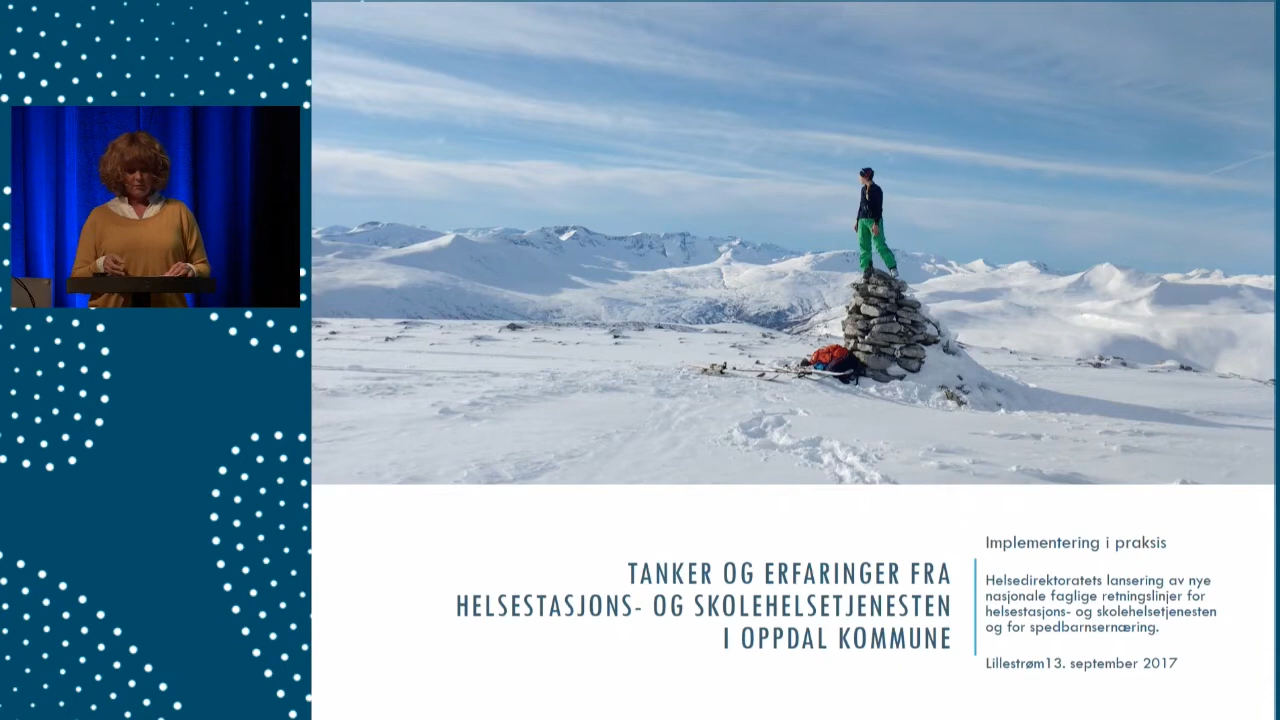 TANKER OG ERFARINGER FRA
HELSESTASJONS- OG SKOLEHELSETJENESTEN
I OPPDAL KOMMUNE
Implementering i praksis
Helsedirektoratets lansering av nye
nasjonale faglige retningslinjer for
helsestasjons- og skolehelsetjenesten
og for spedbarnsernæring.
Lillestrøm13. september 2017